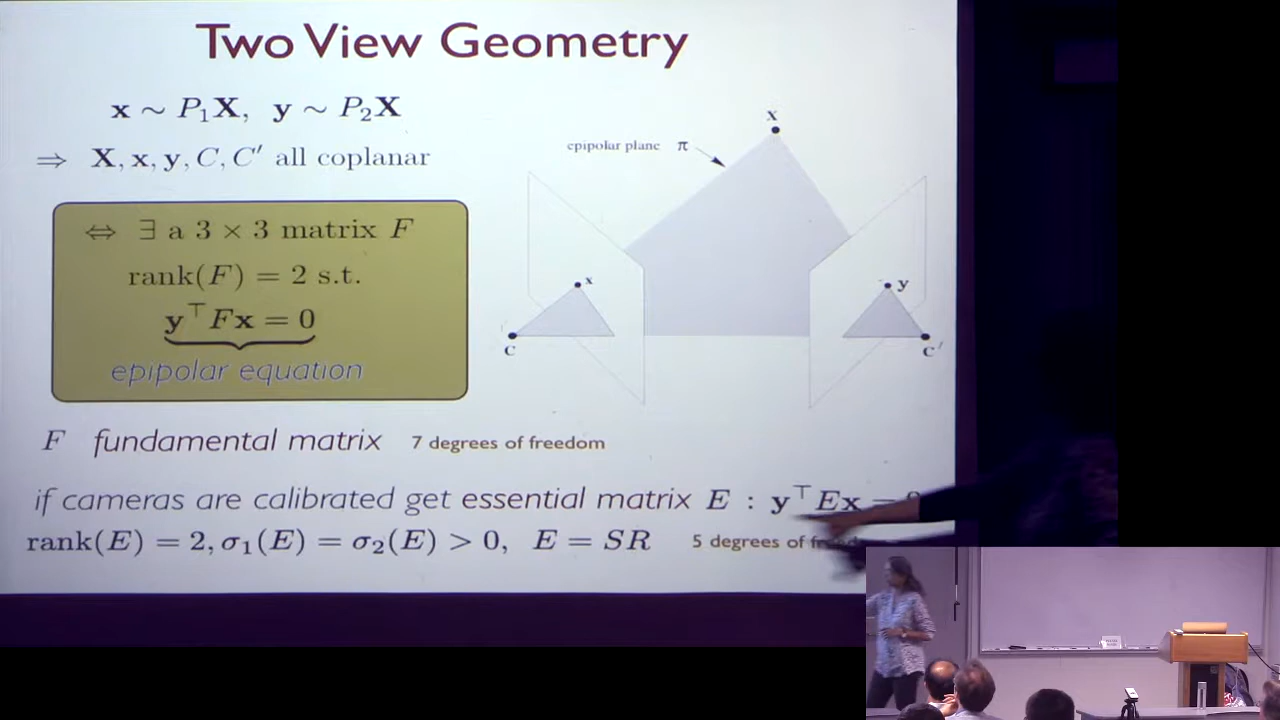 Two View Geometry
x ∼ P₁X, y ∼ P₂X
⇒ X, x, y, C, C′ all coplanar
⇔ ∃ a 3 × 3 matrix F
rank(F) = 2 s.t.
y⊤Fx = 0
epipolar equation
x
epipolar plane π
x
C
y
C′
F fundamental matrix 7 degrees of freedom
if cameras are calibrated get essential matrix E : y⊤Ex
rank(E) = 2, σ₁(E) = σ₂(E) > 0, E = SR 5 degrees of